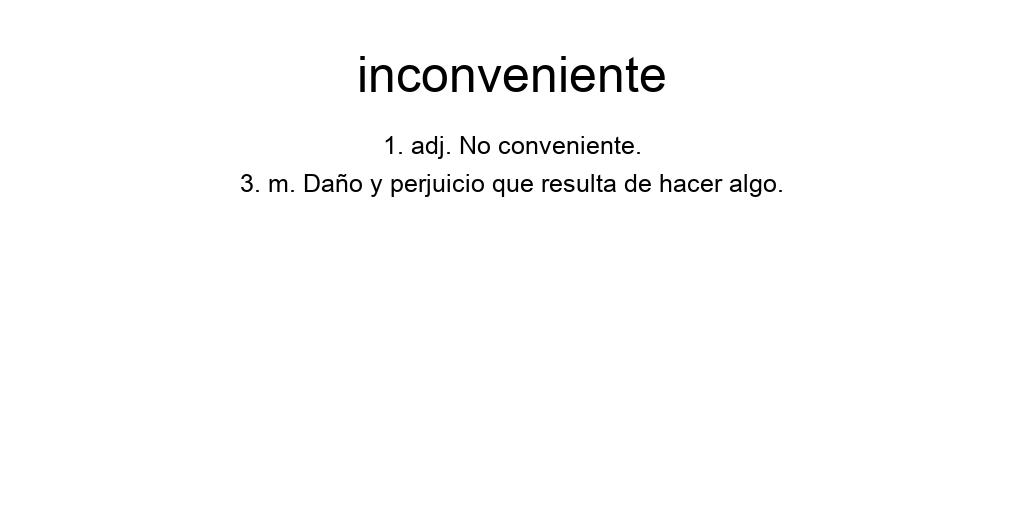 inconveniente
1. adj. No conveniente.
3. m. Daño y perjuicio que resulta de hacer algo.